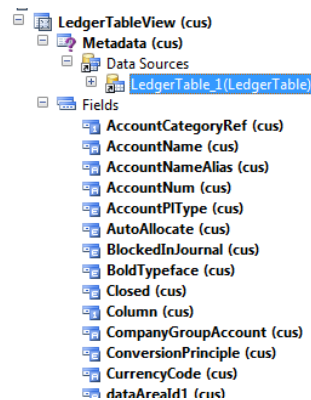 LedgerTableView (cus)
Metadata (cus)
Data Sources
LedgerTable_1(LedgerTable)
Fields
AccountCategoryRef (cus)
AccountName (cus)
AccountNameAlias (cus)
AccountNum (cus)
AccountPlType (cus)
AutoAllocate (cus)
BlockedInJournal (cus)
BoldTypeface (cus)
Closed (cus)
Column (cus)
CompanyGroupAccount (cus)
ConversionPrinciple (cus)
CurrencyCode (cus)
dataAreaId1 (cus)